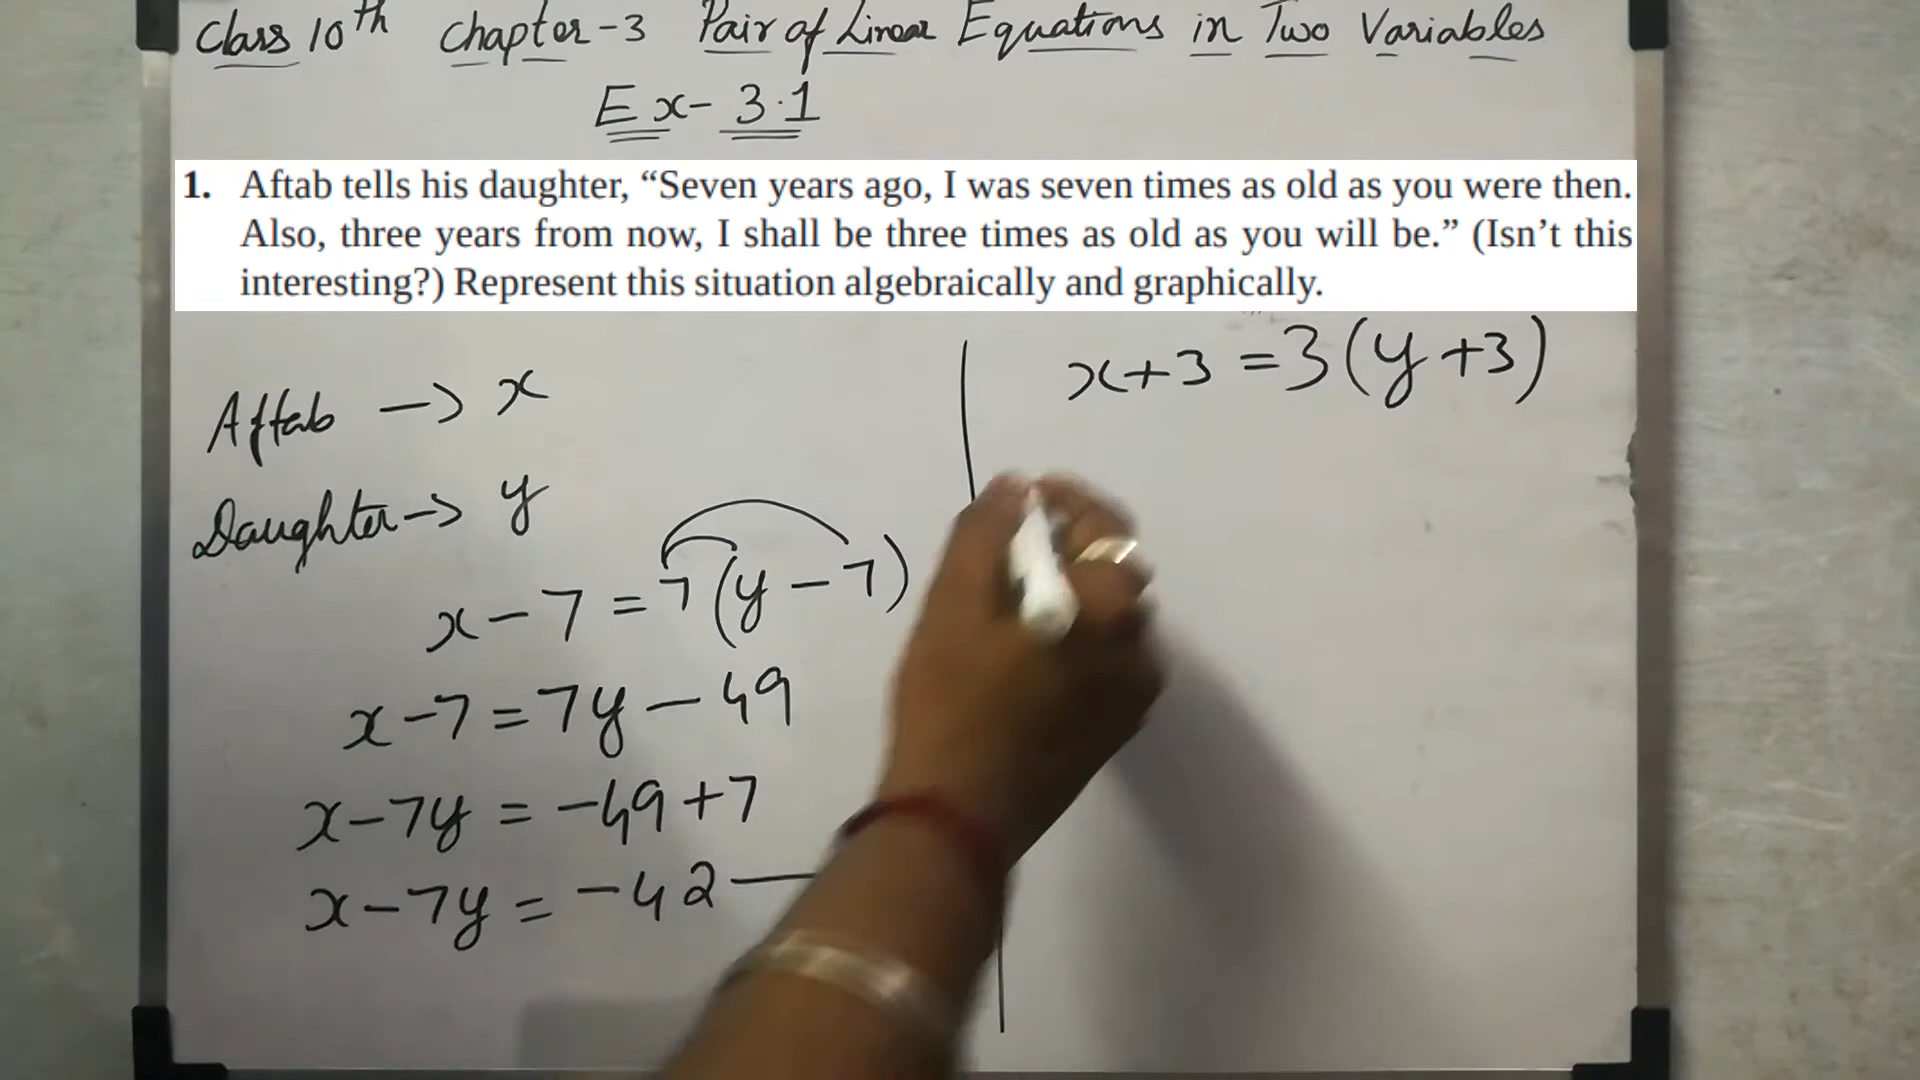 Class 10th Chapter-3 Pair of Linear Equations in Two Variables
Ex- 3.1
1. Aftab tells his daughter, “Seven years ago, I was seven times as old as you were then.
Also, three years from now, I shall be three times as old as you will be.” (Isn’t this
interesting?) Represent this situation algebraically and graphically.
Aftab -> x
Daughter -> y
x-7 = 7(y-7)
x-7 = 7y-49
x-7y = -49+7
x-7y = -42
x+3 = 3(y+3)